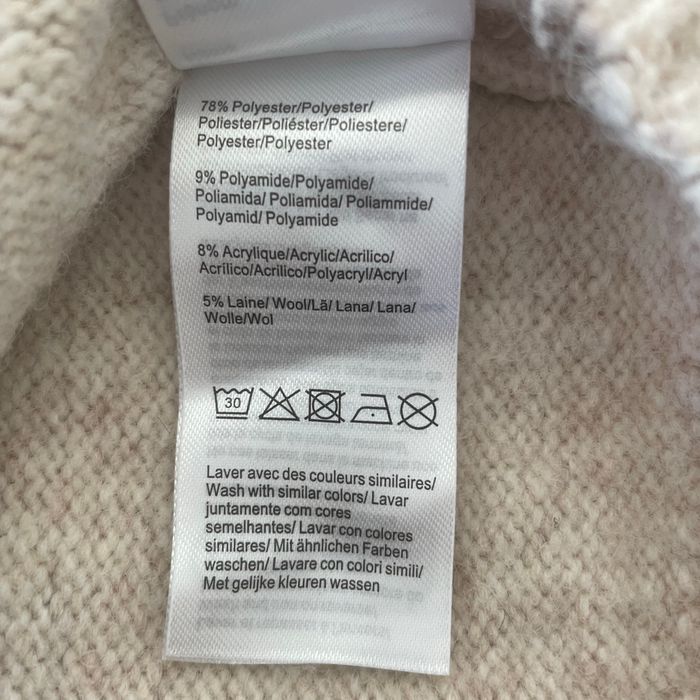 78% Polyester/Polyester/
Poliester/Poliéster/Poliestere/
Polyester/Polyester
9% Polyamide/Polyamide/
Poliamida/ Poliamida/ Poliammide/
Polyamid/ Polyamide
8% Acrylique/Acrylic/Acrilico/
Acrílico/Acrilico/Polyacryl/Acryl
5% Laine/ Wool/Lã/ Lana/ Lana/
Wolle/Wol
30
Laver avec des couleurs similaires/
Wash with similar colors/ Lavar
juntamente com cores
semelhantes/ Lavar con colores
similares/ Mit ähnlichen Farben
waschen/ Lavare con colori simili/
Met gelijke kleuren wassen